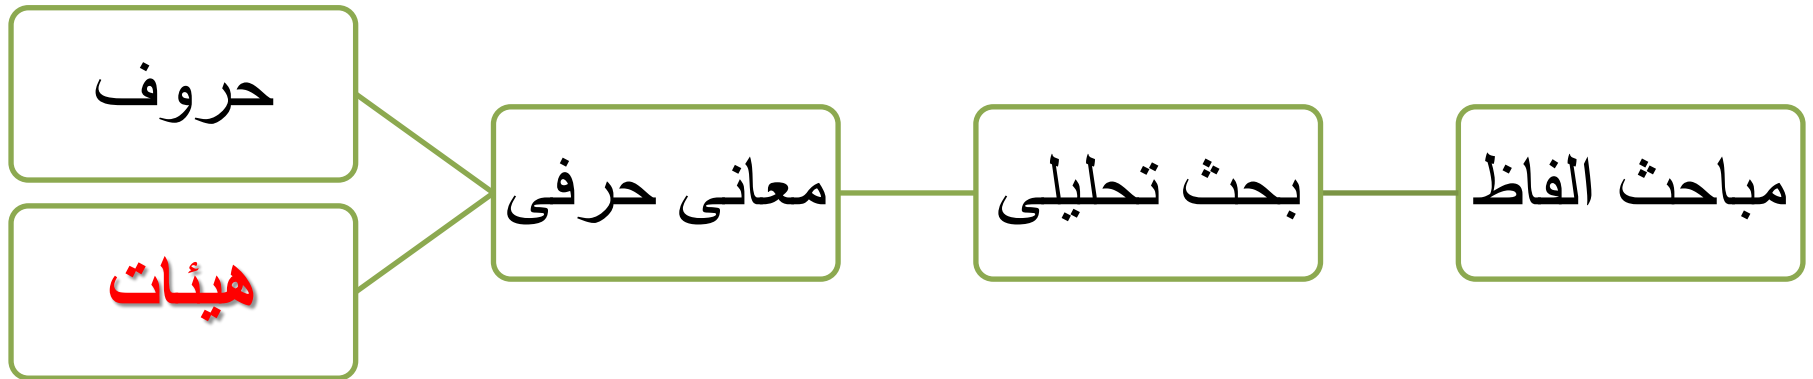 مباحث الفاظ
بحث تحلیلی
معانی حرفی
حروف
هیئات